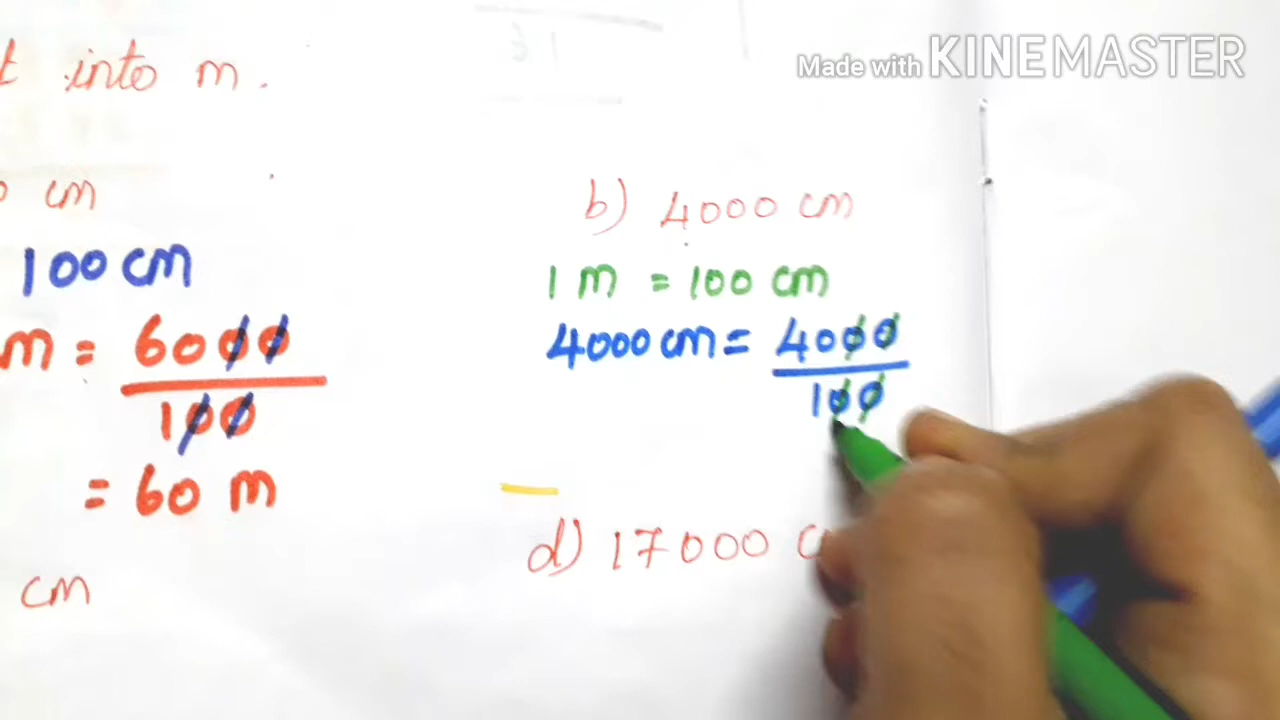 Made with KINEMASTER
into m.
cm
100 cm
m = 6000
100
= 60 m
cm
b) 4000 cm
1 m = 100 cm
4000 cm = 4000
100
d) 17000